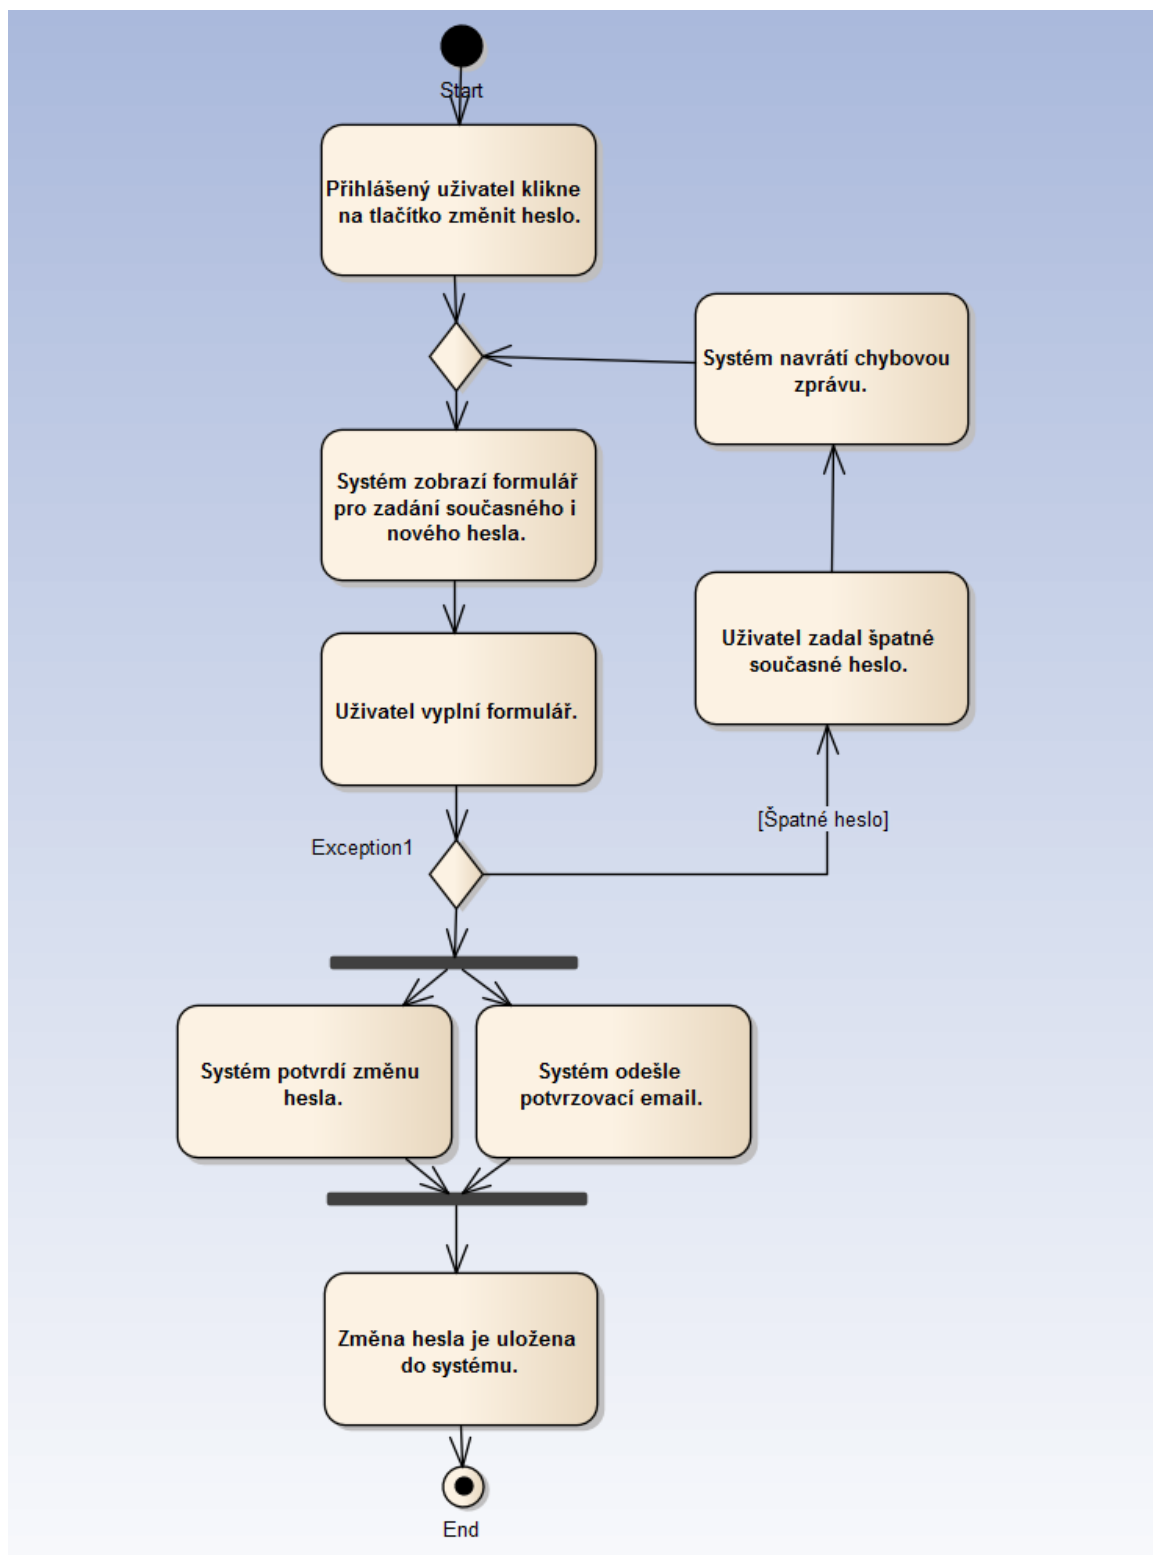 Start
Přihlášený uživatel klikne
na tlačítko změnit heslo.
Systém navrátí chybovou
zprávu.
Systém zobrazí formulář
pro zadání současného i
nového hesla.
Uživatel zadal špatné
současné heslo.
Uživatel vyplní formulář.
[Špatné heslo]
Exception1
Systém potvrdí změnu
hesla.
Systém odešle
potvrzovací email.
Změna hesla je uložena
do systému.
End